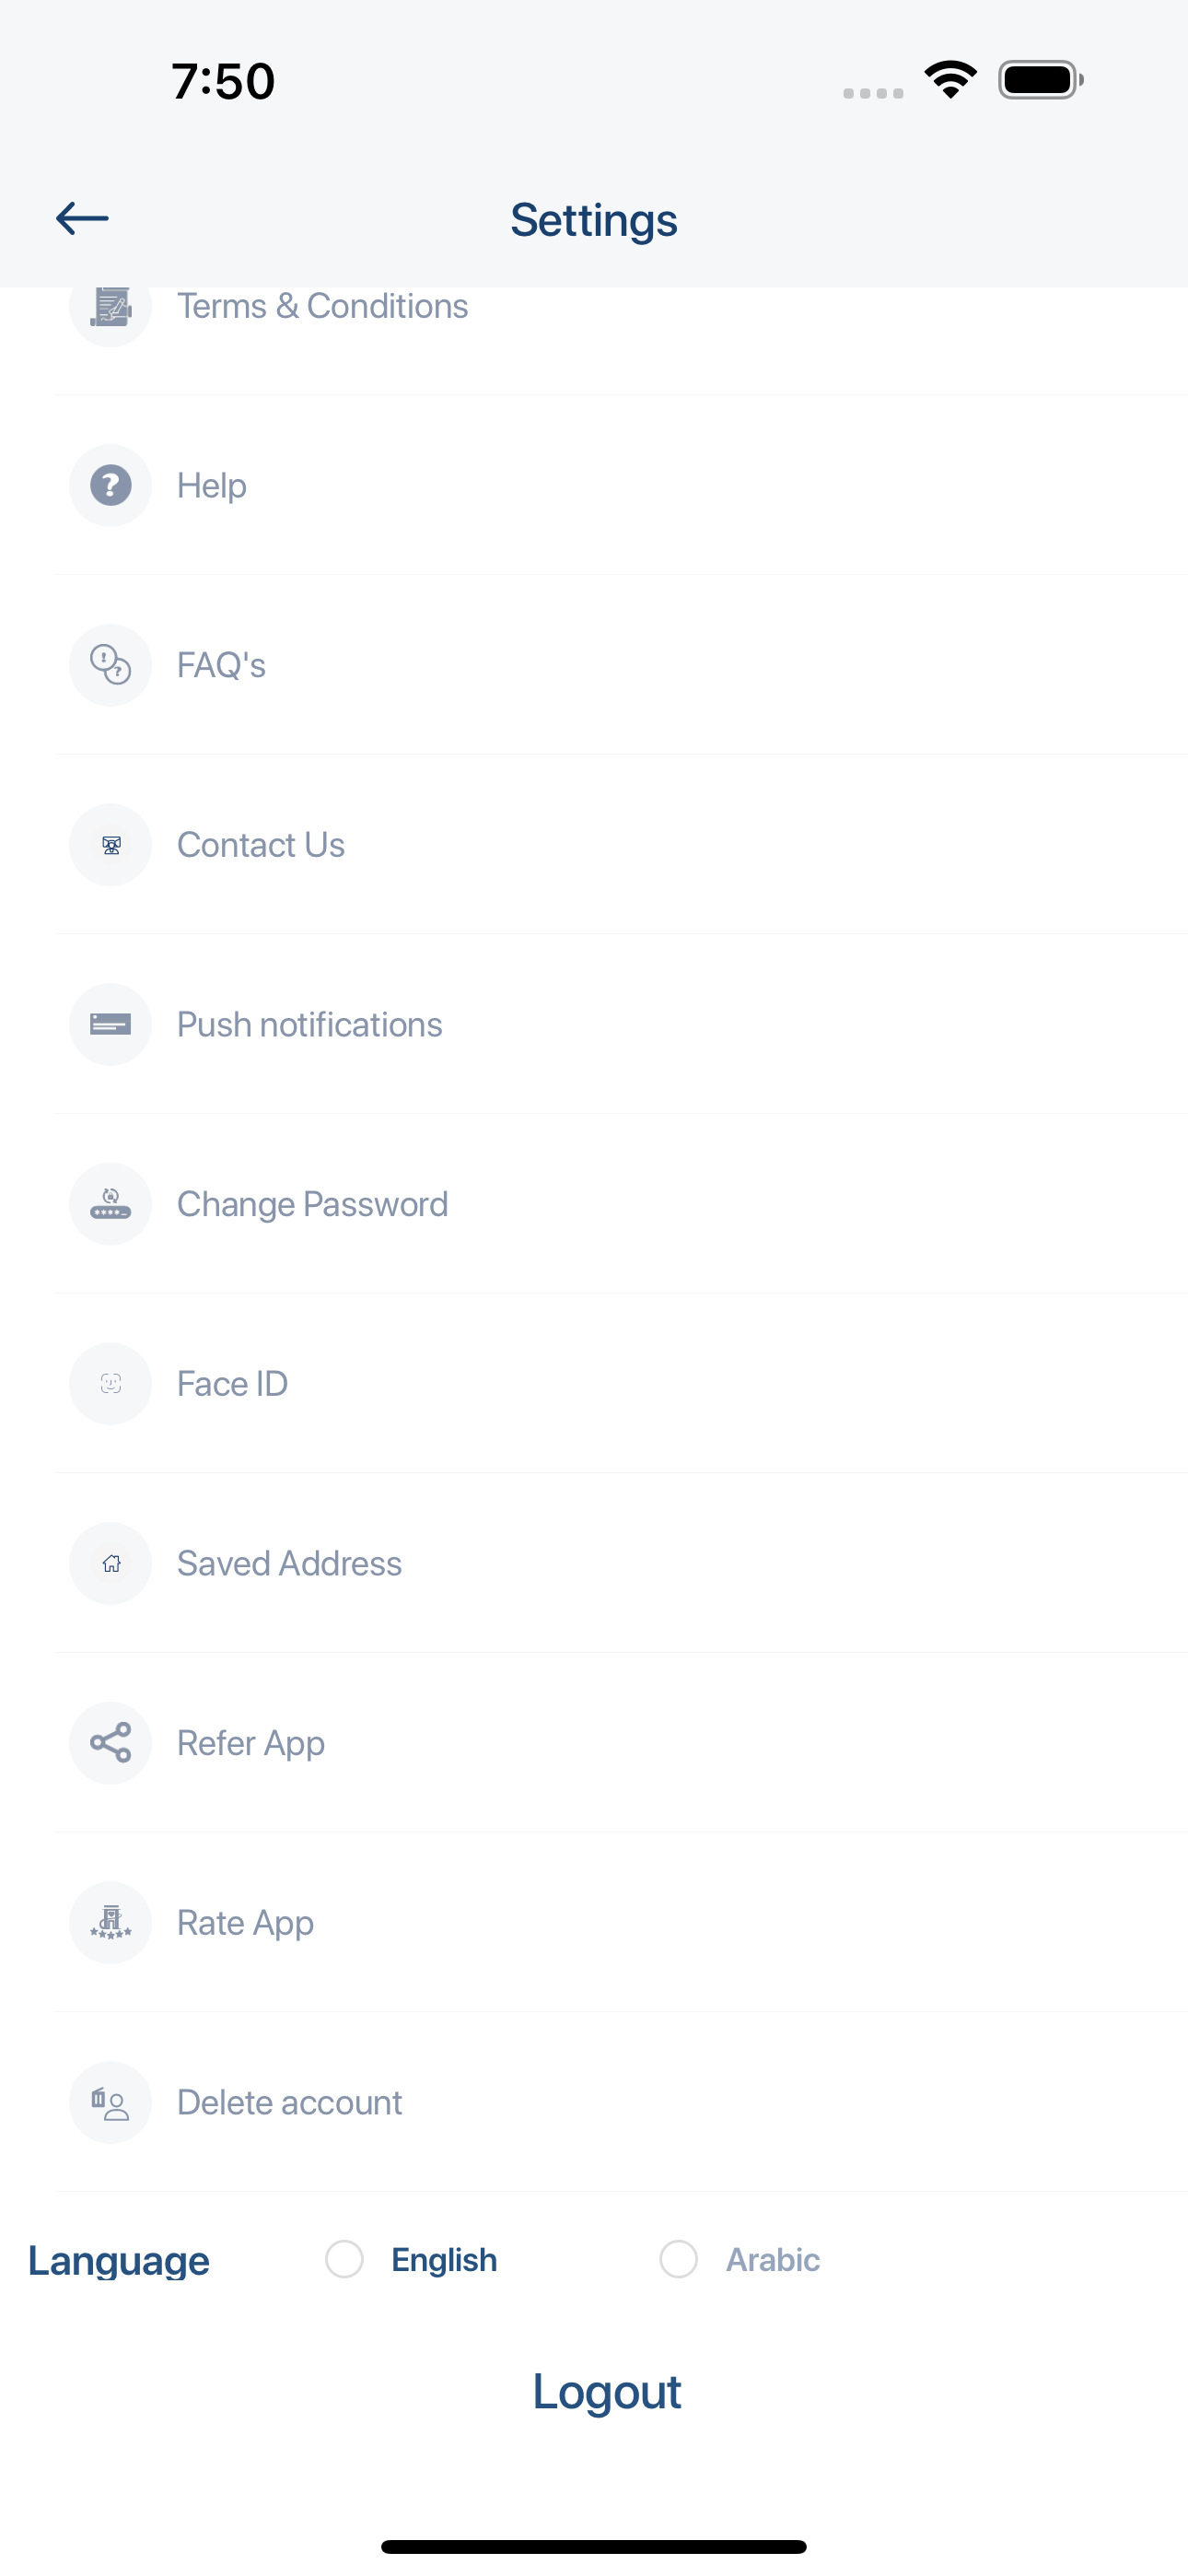 7:50
Settings
Terms & Conditions
Help
FAQ's
Contact Us
Push notifications
Change Password
Face ID
Saved Address
Refer App
Rate App
Delete account
Language English Arabic
Logout